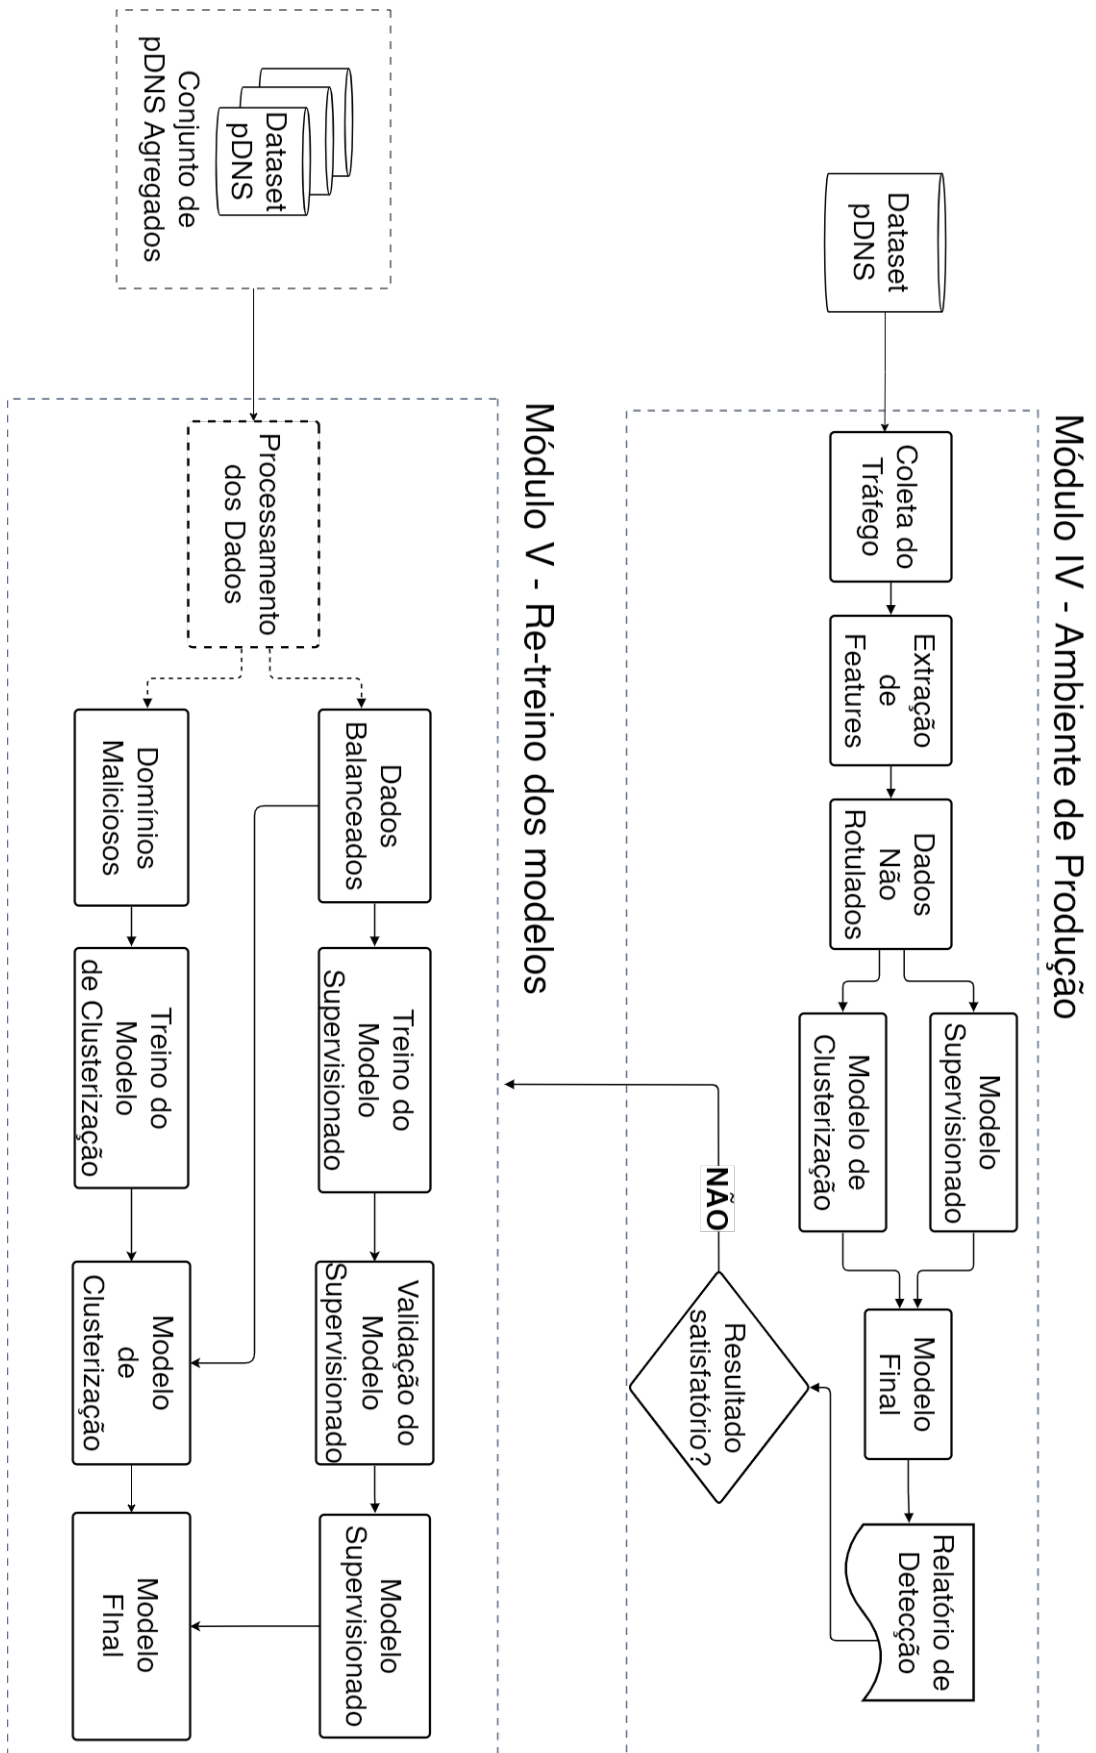 Módulo IV - Ambiente de Produção
Dataset
pDNS
Coleta do
Tráfego
Extração
de
Features
Dados
Não
Rotulados
Modelo
Supervisionado
Modelo de
Clusterização
Modelo
Final
Relatório de
Detecção
Resultado
satisfatório?
NÃO
Módulo V - Re-treino dos modelos
Dataset
pDNS
Conjunto de
pDNS Agregados
Processamento
dos Dados
Dados
Balanceados
Treino do
Modelo
Supervisionado
Validação do
Modelo
Supervisionado
Modelo
Supervisionado
Domínios
Maliciosos
Treino do
Modelo
de Clusterização
Modelo
de
Clusterização
Modelo
FInal